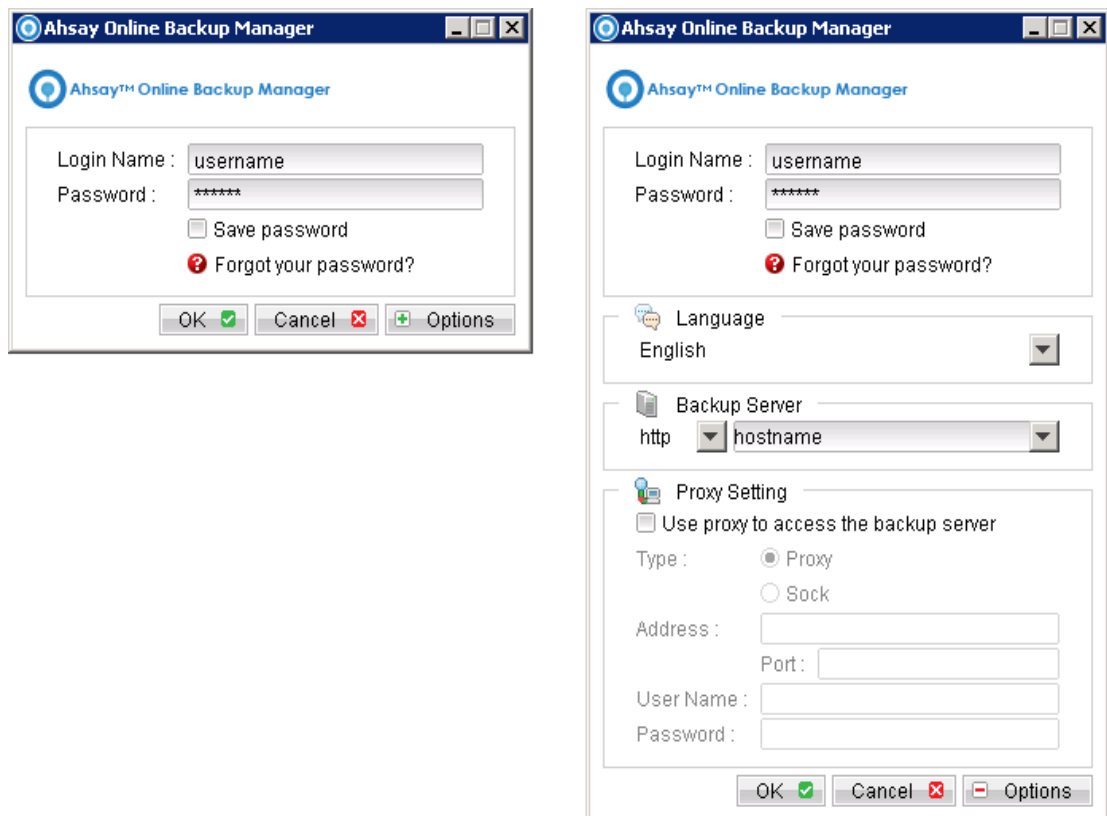 Ahsay Online Backup Manager
Ahsay™ Online Backup Manager
Login Name : username
Password : ******
Save password
Forgot your password?
OK Cancel Options
Ahsay Online Backup Manager
Ahsay™ Online Backup Manager
Login Name : username
Password : ******
Save password
Forgot your password?
Language
English
Backup Server
http hostname
Proxy Setting
Use proxy to access the backup server
Type : Proxy
Sock
Address :
Port :
User Name :
Password :
OK Cancel Options